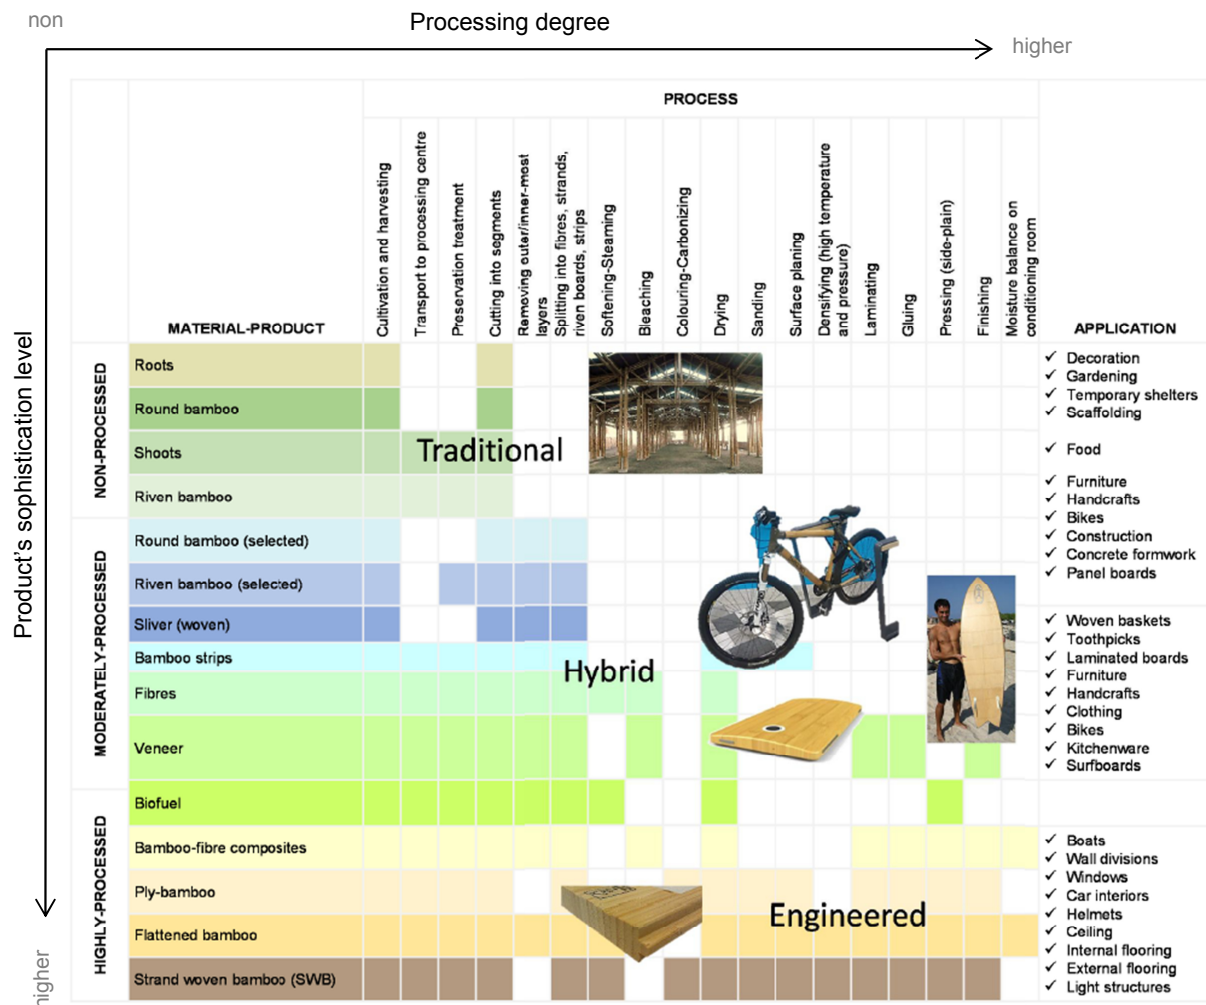 non
Processing degree
higher
PROCESS
Cultivation and harvesting
Transport to processing centre
Preservation treatment
Cutting into segments
Removing outer/inner-most
layers
Splitting into fibres, strands,
riven boards, strips
Softening-Steaming
Bleaching
Colouring-Carbonizing
Drying
Sanding
Surface planing
Densifying (high temperature
and pressure)
Laminating
Gluing
Pressing (side-plain)
Finishing
Moisture balance on
conditioning room
MATERIAL-PRODUCT
APPLICATION
Product's sophistication level
higher
NON-PROCESSED
Roots
Round bamboo
Shoots
Riven bamboo
Traditional
✓ Decoration
✓ Gardening
✓ Temporary shelters
✓ Scaffolding
✓ Food
✓ Furniture
✓ Handcrafts
✓ Bikes
✓ Construction
✓ Concrete formwork
✓ Panel boards
MODERATELY-PROCESSED
Round bamboo (selected)
Riven bamboo (selected)
Sliver (woven)
Bamboo strips
Fibres
Veneer
Hybrid
✓ Woven baskets
✓ Toothpicks
✓ Laminated boards
✓ Furniture
✓ Handcrafts
✓ Clothing
✓ Bikes
✓ Kitchenware
✓ Surfboards
HIGHLY-PROCESSED
Biofuel
Bamboo-fibre composites
Ply-bamboo
Flattened bamboo
Strand woven bamboo (SWB)
Engineered
✓ Boats
✓ Wall divisions
✓ Windows
✓ Car interiors
✓ Helmets
✓ Ceiling
✓ Internal flooring
✓ External flooring
✓ Light structures